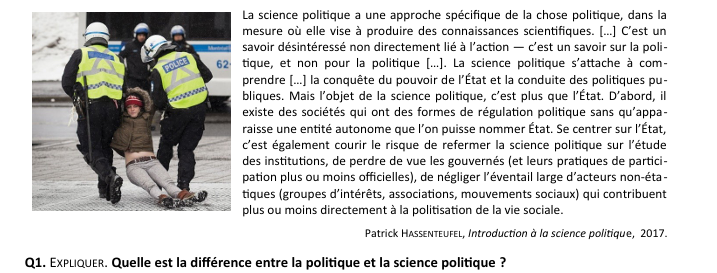 La science politique a une approche spécifique de la chose politique, dans la
mesure où elle vise à produire des connaissances scientifiques. […] C’est un
savoir désintéressé non directement lié à l’action — c’est un savoir sur la poli-
tique, et non pour la politique […]. La science politique s’attache à com-
prendre […] la conquête du pouvoir de l’État et la conduite des politiques pu-
bliques. Mais l’objet de la science politique, c’est plus que l’État. D’abord, il
existe des sociétés qui ont des formes de régulation politique sans qu’appa-
raisse une entité autonome que l’on puisse nommer État. Se centrer sur l’État,
c’est également courir le risque de refermer la science politique sur l’étude
des institutions, de perdre de vue les gouvernés (et leurs pratiques de partici-
pation plus ou moins officielles), de négliger l’éventail large d’acteurs non-éta-
tiques (groupes d’intérêts, associations, mouvements sociaux) qui contribuent
plus ou moins directement à la politisation de la vie sociale.
Patrick HASSENTEUFEL, Introduction à la science politique, 2017.
POLICE
62-
Q1. EXPLIQUER. Quelle est la différence entre la politique et la science politique ?